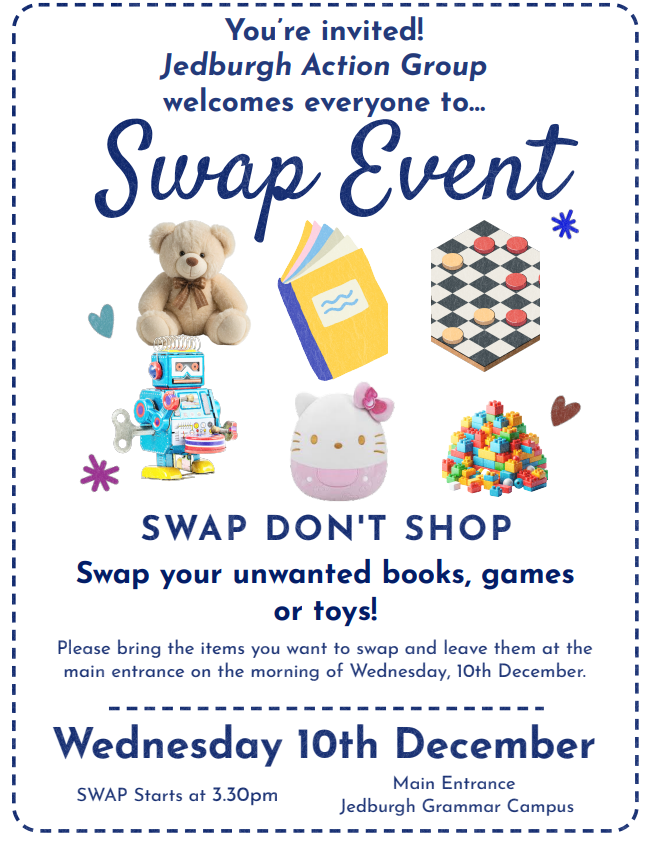 You're invited!
Jedburgh Action Group
welcomes everyone to...
Swap Event
SWAP DON'T SHOP
Swap your unwanted books, games
or toys!
Please bring the items you want to swap and leave them at the
main entrance on the morning of Wednesday, 10th December.
Wednesday 10th December
SWAP Starts at 3.30pm
Main Entrance
Jedburgh Grammar Campus